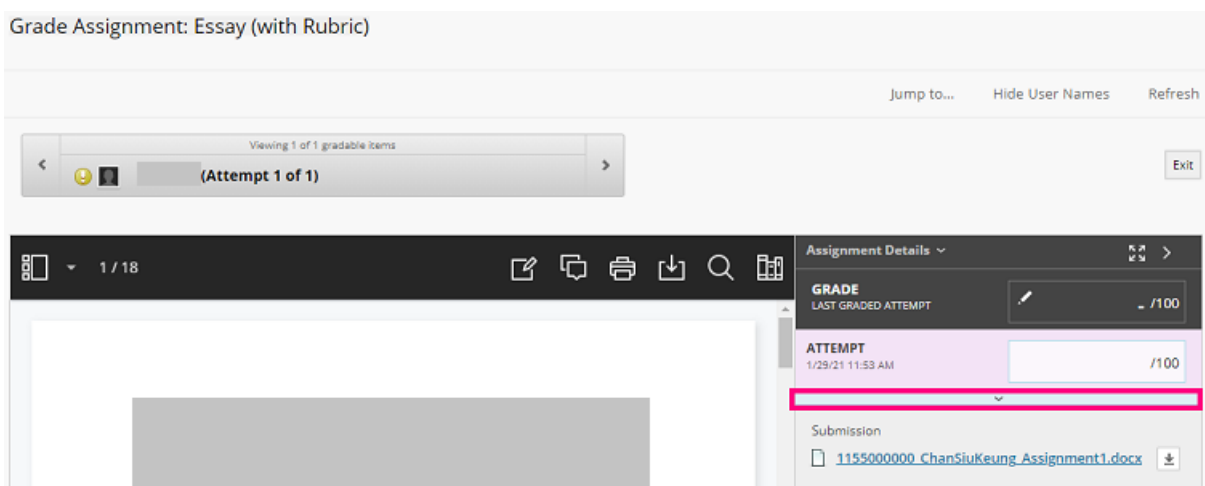 Grade Assignment: Essay (with Rubric)
Jump to... Hide User Names Refresh
Viewing 1 of 1 gradable items
(Attempt 1 of 1)
Exit
1 / 18
Assignment Details
GRADE
LAST GRADED ATTEMPT
- /100
ATTEMPT
1/29/21 11:53 AM
/100
Submission
1155000000_ChanSiuKeung_Assignment1.docx